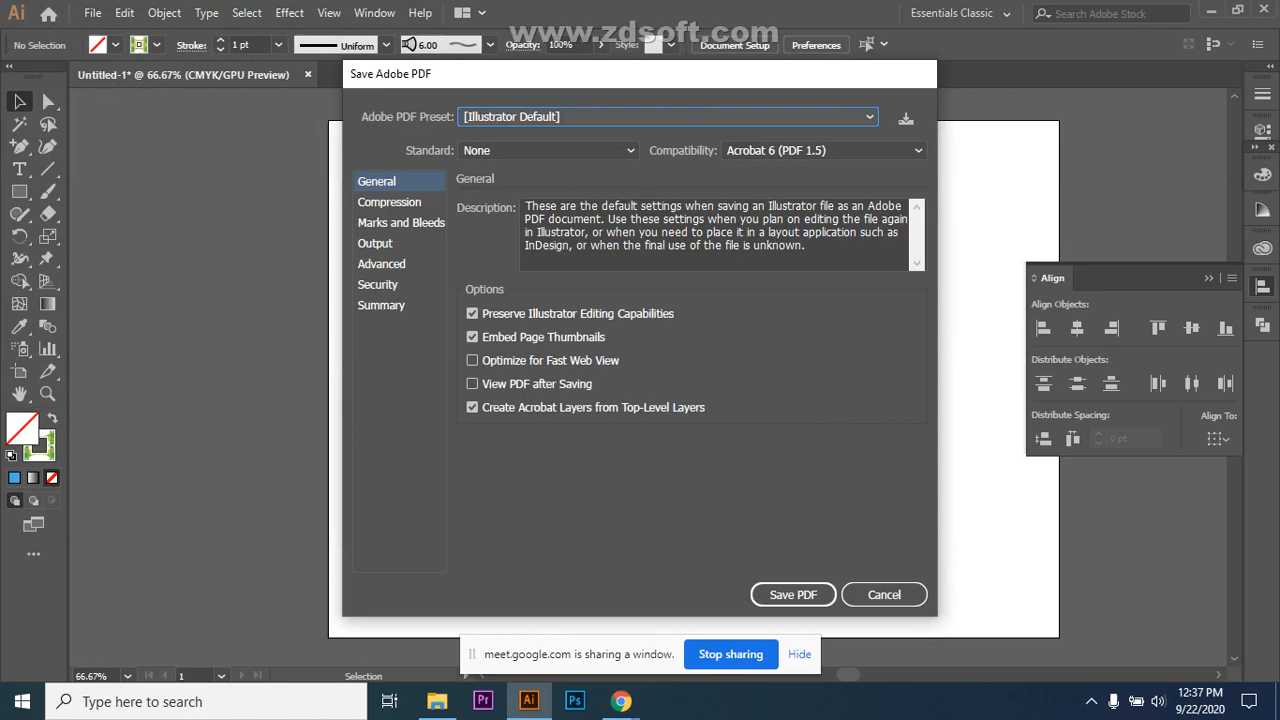 Ai File Edit Object Type Select Effect View Window Help Essentials Classic Search Adobe Stock
www.zdsoft.com
No Selection Stroke: 1 pt Uniform 6.00 Opacity: 100% Style: Document Setup Preferences
Untitled-1* @ 66.67% (CMYK/GPU Preview) ×
Save Adobe PDF
Adobe PDF Preset: [Illustrator Default]
Standard: None Compatibility: Acrobat 6 (PDF 1.5)
General
Compression
Marks and Bleeds
Output
Advanced
Security
Summary
General
Description: These are the default settings when saving an Illustrator file as an Adobe
PDF document. Use these settings when you plan on editing the file again
in Illustrator, or when you need to place it in a layout application such as
InDesign, or when the final use of the file is unknown.
Options
Preserve Illustrator Editing Capabilities
Embed Page Thumbnails
Optimize for Fast Web View
View PDF after Saving
Create Acrobat Layers from Top-Level Layers
Save PDF Cancel
Align
Align Objects:
Distribute Objects:
Distribute Spacing: Align To:
0 pt
meet.google.com is sharing a window. Stop sharing Hide
66.67% 1 Selection
Type here to search Pr Ai Ps
12:37 PM
9/22/2020